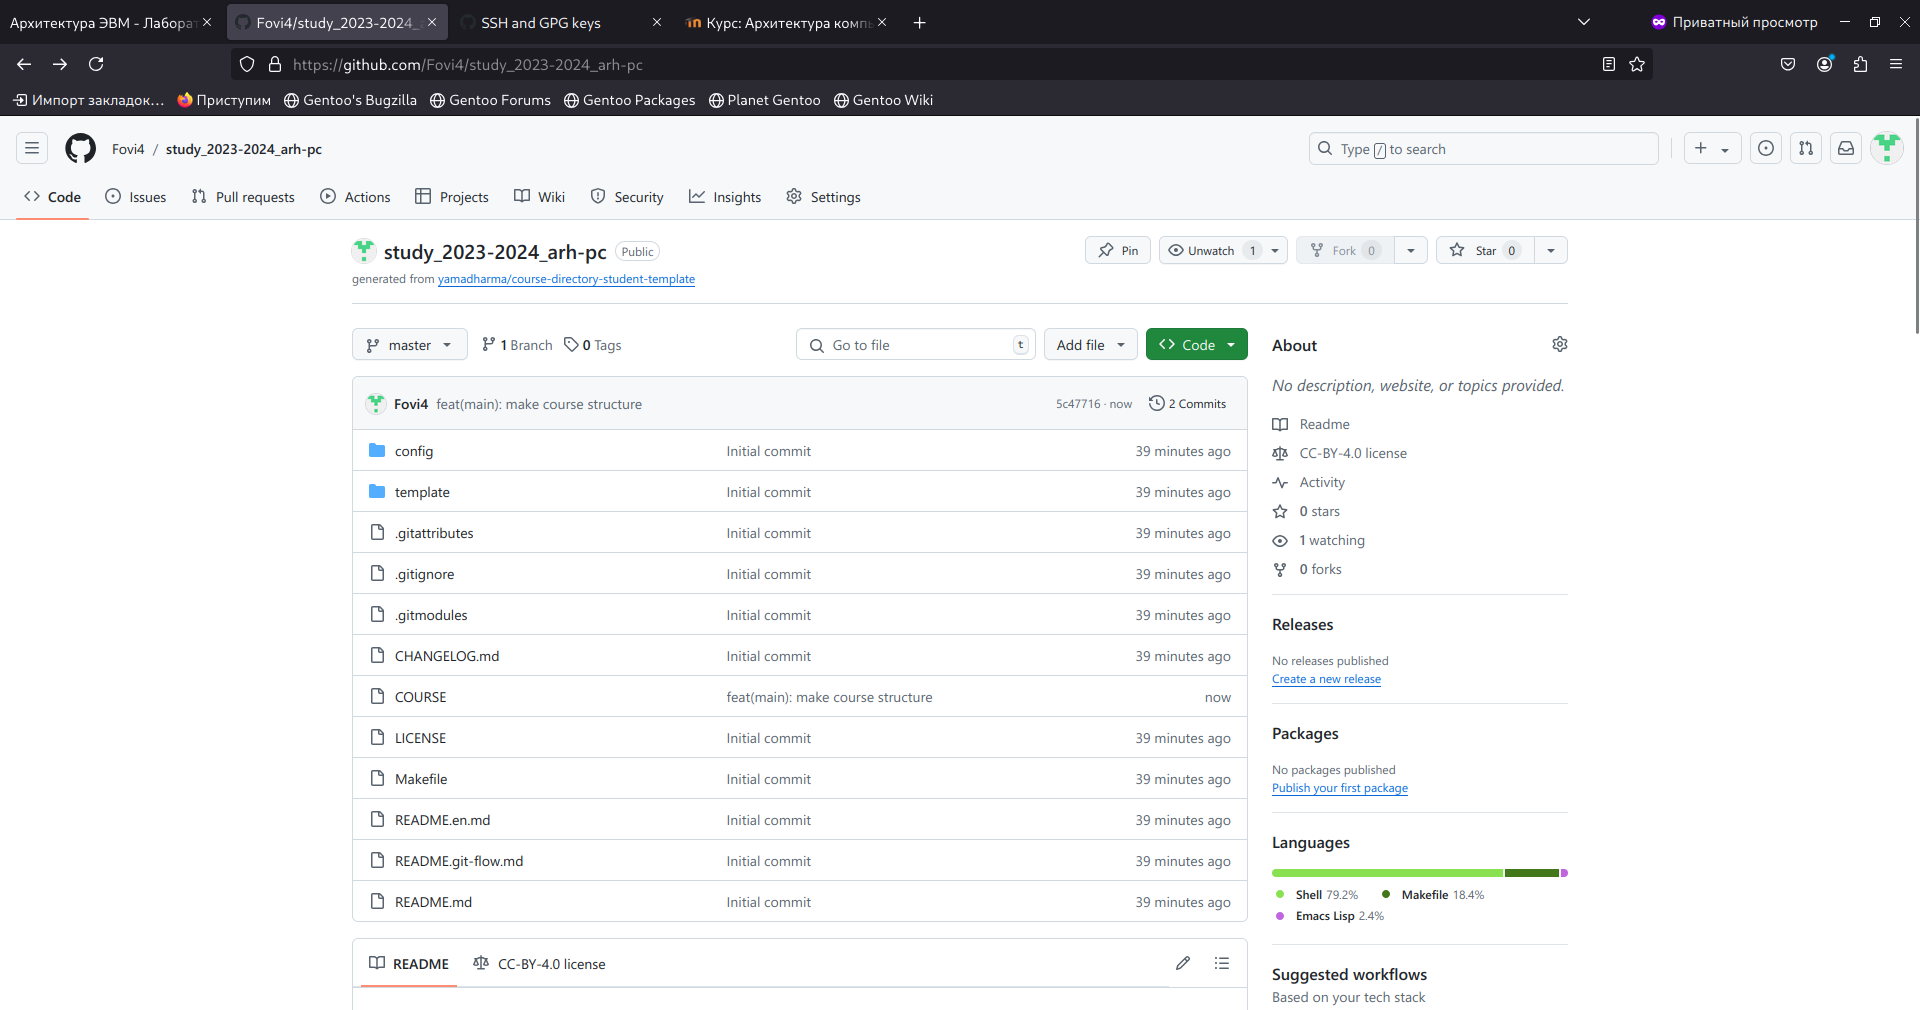 Архитектура ЭВМ - Лаборат
Fovi4/study_2023-2024_
SSH and GPG keys
Курс: Архитектура комп
Приватный просмотр
https://github.com/Fovi4/study_2023-2024_arh-pc
Импорт закладок...
Приступим
Gentoo's Bugzilla
Gentoo Forums
Gentoo Packages
Planet Gentoo
Gentoo Wiki
Fovi4 / study_2023-2024_arh-pc
Type / to search
Code
Issues
Pull requests
Actions
Projects
Wiki
Security
Insights
Settings
study_2023-2024_arh-pc Public
Pin
Unwatch 1
Fork 0
Star 0
generated from yamadharma/course-directory-student-template
master
1 Branch
0 Tags
Go to file t
Add file
Code
Fovi4 feat(main): make course structure 5c47716 · now 2 Commits
config Initial commit 39 minutes ago
template Initial commit 39 minutes ago
.gitattributes Initial commit 39 minutes ago
.gitignore Initial commit 39 minutes ago
.gitmodules Initial commit 39 minutes ago
CHANGELOG.md Initial commit 39 minutes ago
COURSE feat(main): make course structure now
LICENSE Initial commit 39 minutes ago
Makefile Initial commit 39 minutes ago
README.en.md Initial commit 39 minutes ago
README.git-flow.md Initial commit 39 minutes ago
README.md Initial commit 39 minutes ago
README
CC-BY-4.0 license
About
No description, website, or topics provided.
Readme
CC-BY-4.0 license
Activity
0 stars
1 watching
0 forks
Releases
No releases published
Create a new release
Packages
No packages published
Publish your first package
Languages
Shell 79.2%
Makefile 18.4%
Emacs Lisp 2.4%
Suggested workflows
Based on your tech stack